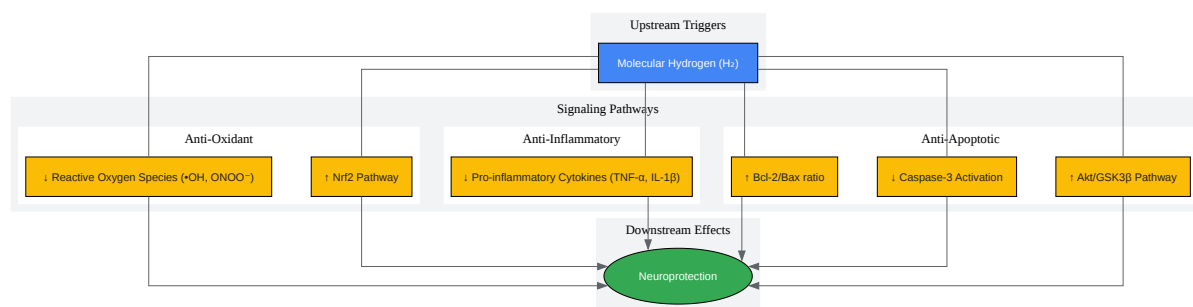 Upstream Triggers
Molecular Hydrogen (H₂)
Signaling Pathways
Anti-Oxidant
Anti-Inflammatory
Anti-Apoptotic
↓ Reactive Oxygen Species (•OH, ONOO⁻)
↑ Nrf2 Pathway
↓ Pro-inflammatory Cytokines (TNF-α, IL-1β)
↑ Bcl-2/Bax ratio
↓ Caspase-3 Activation
↑ Akt/GSK3β Pathway
Downstream Effects
Neuroprotection